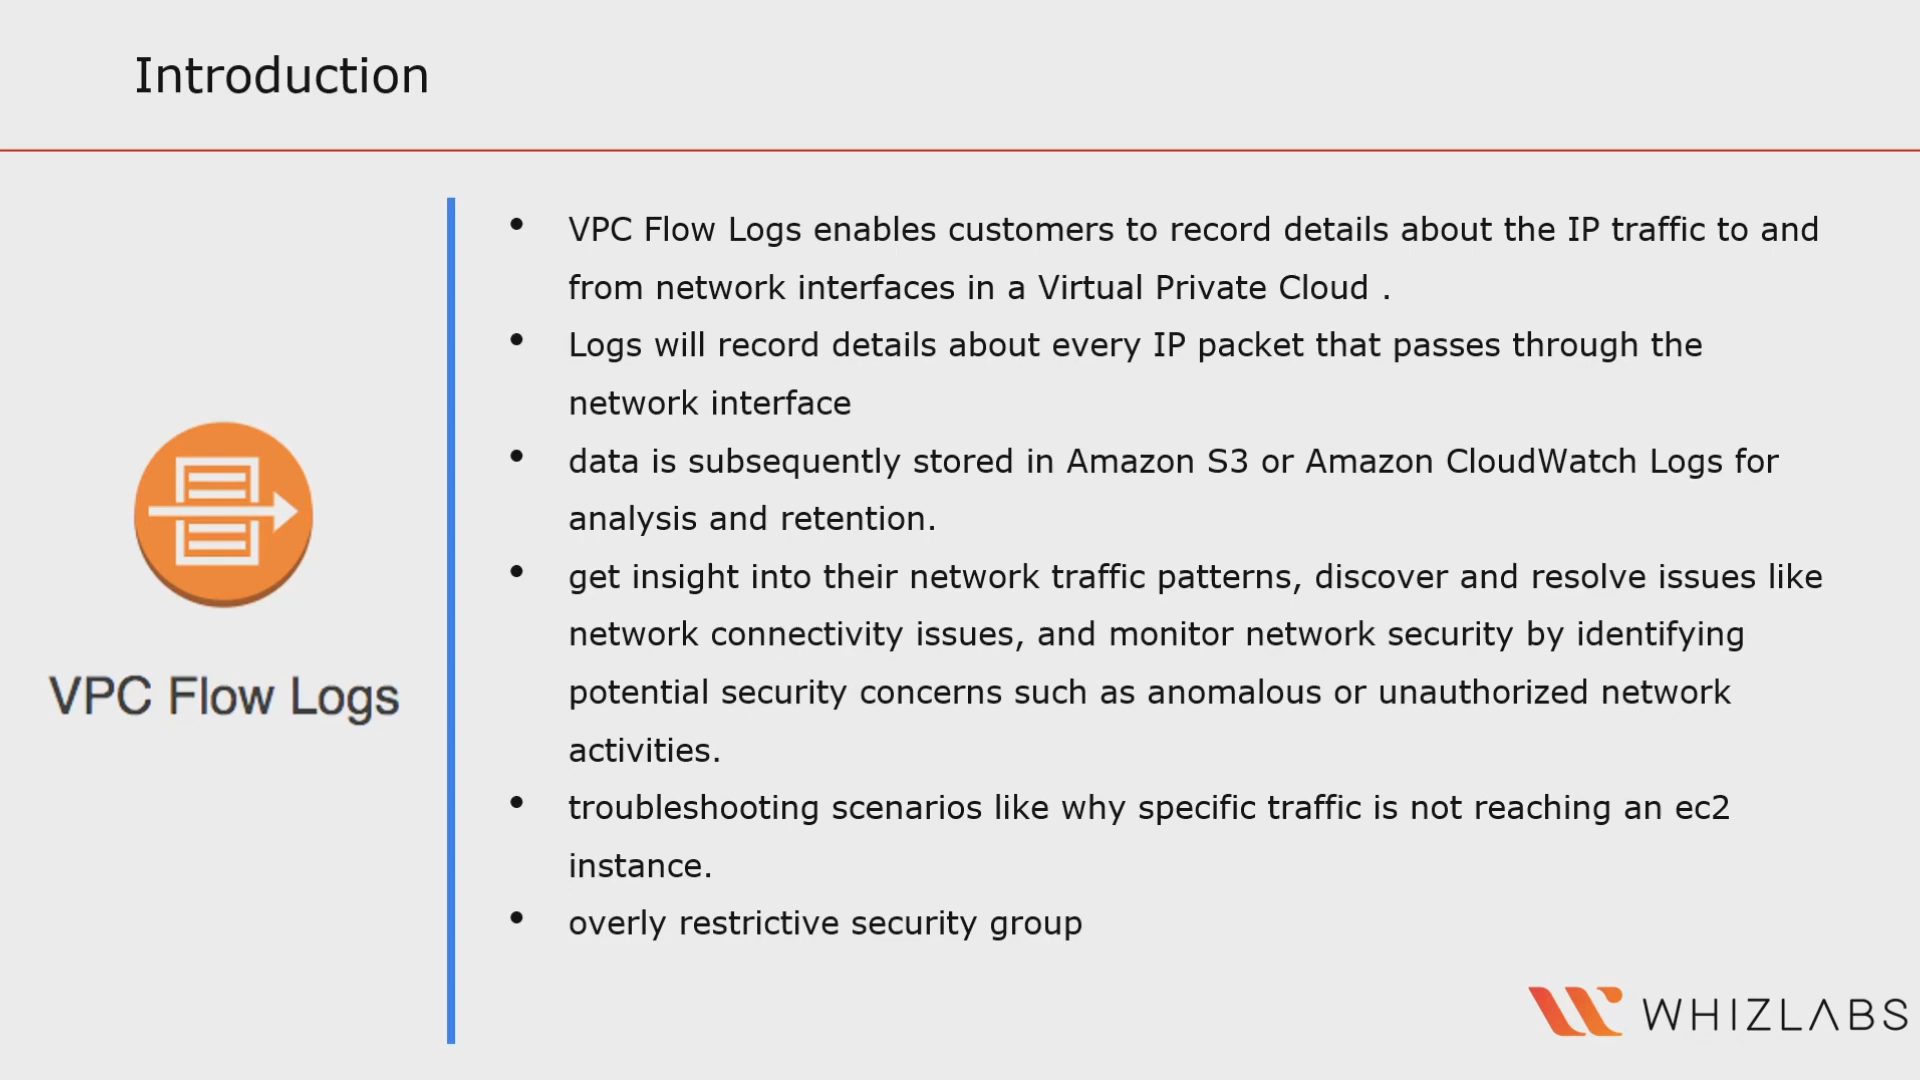 Introduction
• VPC Flow Logs enables customers to record details about the IP traffic to and
from network interfaces in a Virtual Private Cloud .
• Logs will record details about every IP packet that passes through the
network interface
• data is subsequently stored in Amazon S3 or Amazon CloudWatch Logs for
analysis and retention.
• get insight into their network traffic patterns, discover and resolve issues like
network connectivity issues, and monitor network security by identifying
potential security concerns such as anomalous or unauthorized network
activities.
• troubleshooting scenarios like why specific traffic is not reaching an ec2
instance.
• overly restrictive security group
VPC Flow Logs
WHIZLABS